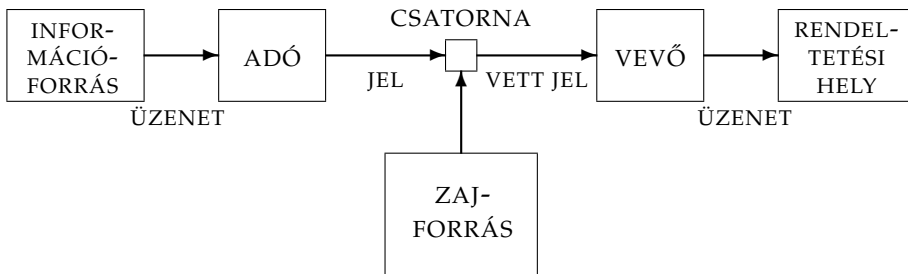 CSATORNA
INFOR-
MÁCIÓ-
FORRÁS
ADÓ
VEVŐ
RENDEL-
TETÉSI
HELY
JEL
VETT JEL
ÜZENET
ÜZENET
ZAJ-
FORRÁS